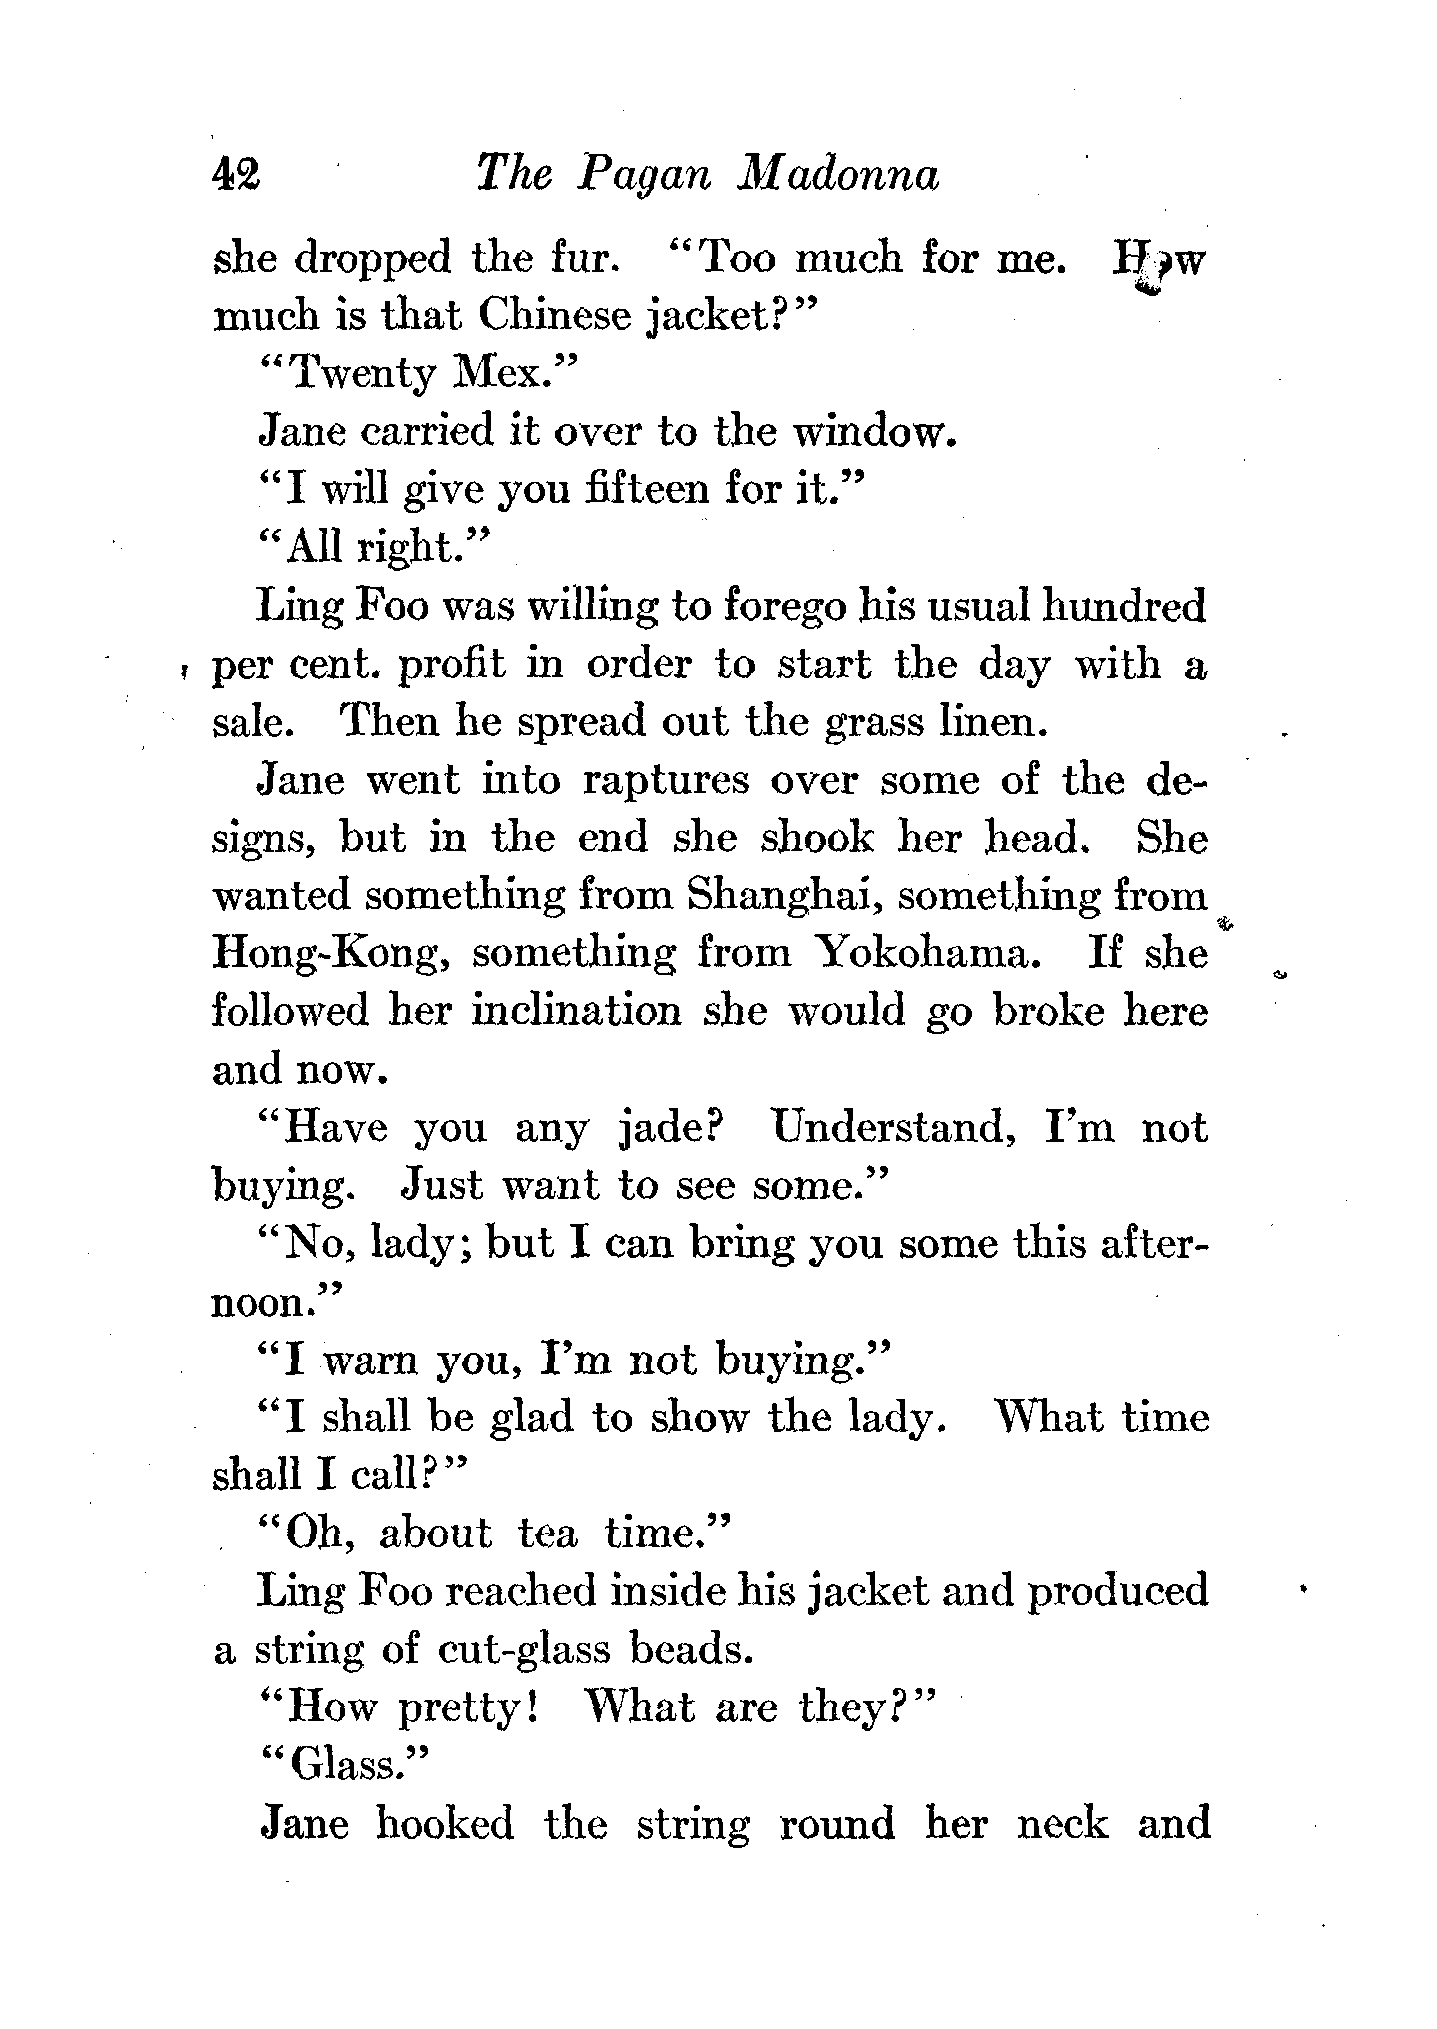 42 The Pagan Madonna
she dropped the fur. "Too much for me. How
much is that Chinese jacket?"
"Twenty Mex."
Jane carried it over to the window.
"I will give you fifteen for it."
"All right."
Ling Foo was willing to forego his usual hundred
per cent. profit in order to start the day with a
sale. Then he spread out the grass linen.
Jane went into raptures over some of the de-
signs, but in the end she shook her head. She
wanted something from Shanghai, something from
Hong-Kong, something from Yokohama. If she
followed her inclination she would go broke here
and now.
"Have you any jade? Understand, I'm not
buying. Just want to see some."
"No, lady; but I can bring you some this after-
noon."
"I warn you, I'm not buying."
"I shall be glad to show the lady. What time
shall I call?"
"Oh, about tea time."
Ling Foo reached inside his jacket and produced
a string of cut-glass beads.
"How pretty! What are they?"
"Glass."
Jane hooked the string round her neck and